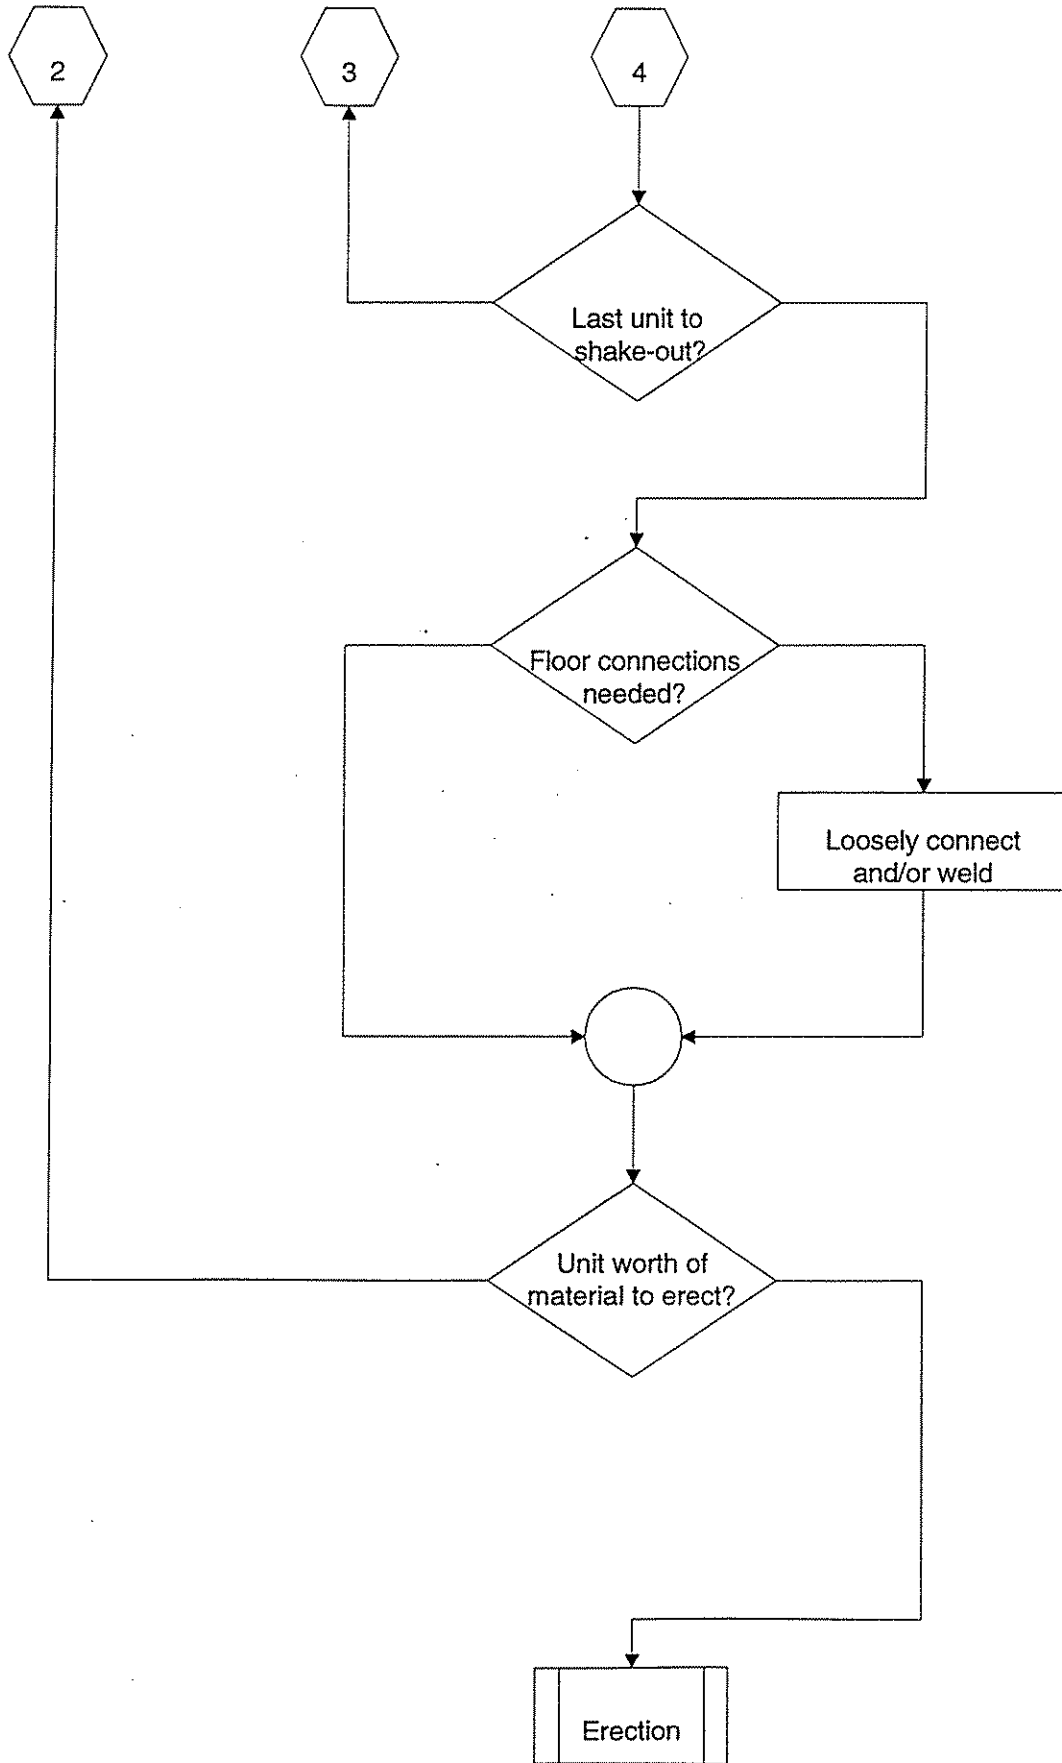 2
3
4
Last unit to
shake-out?
Floor connections
needed?
Loosely connect
and/or weld
Unit worth of
material to erect?
Erection